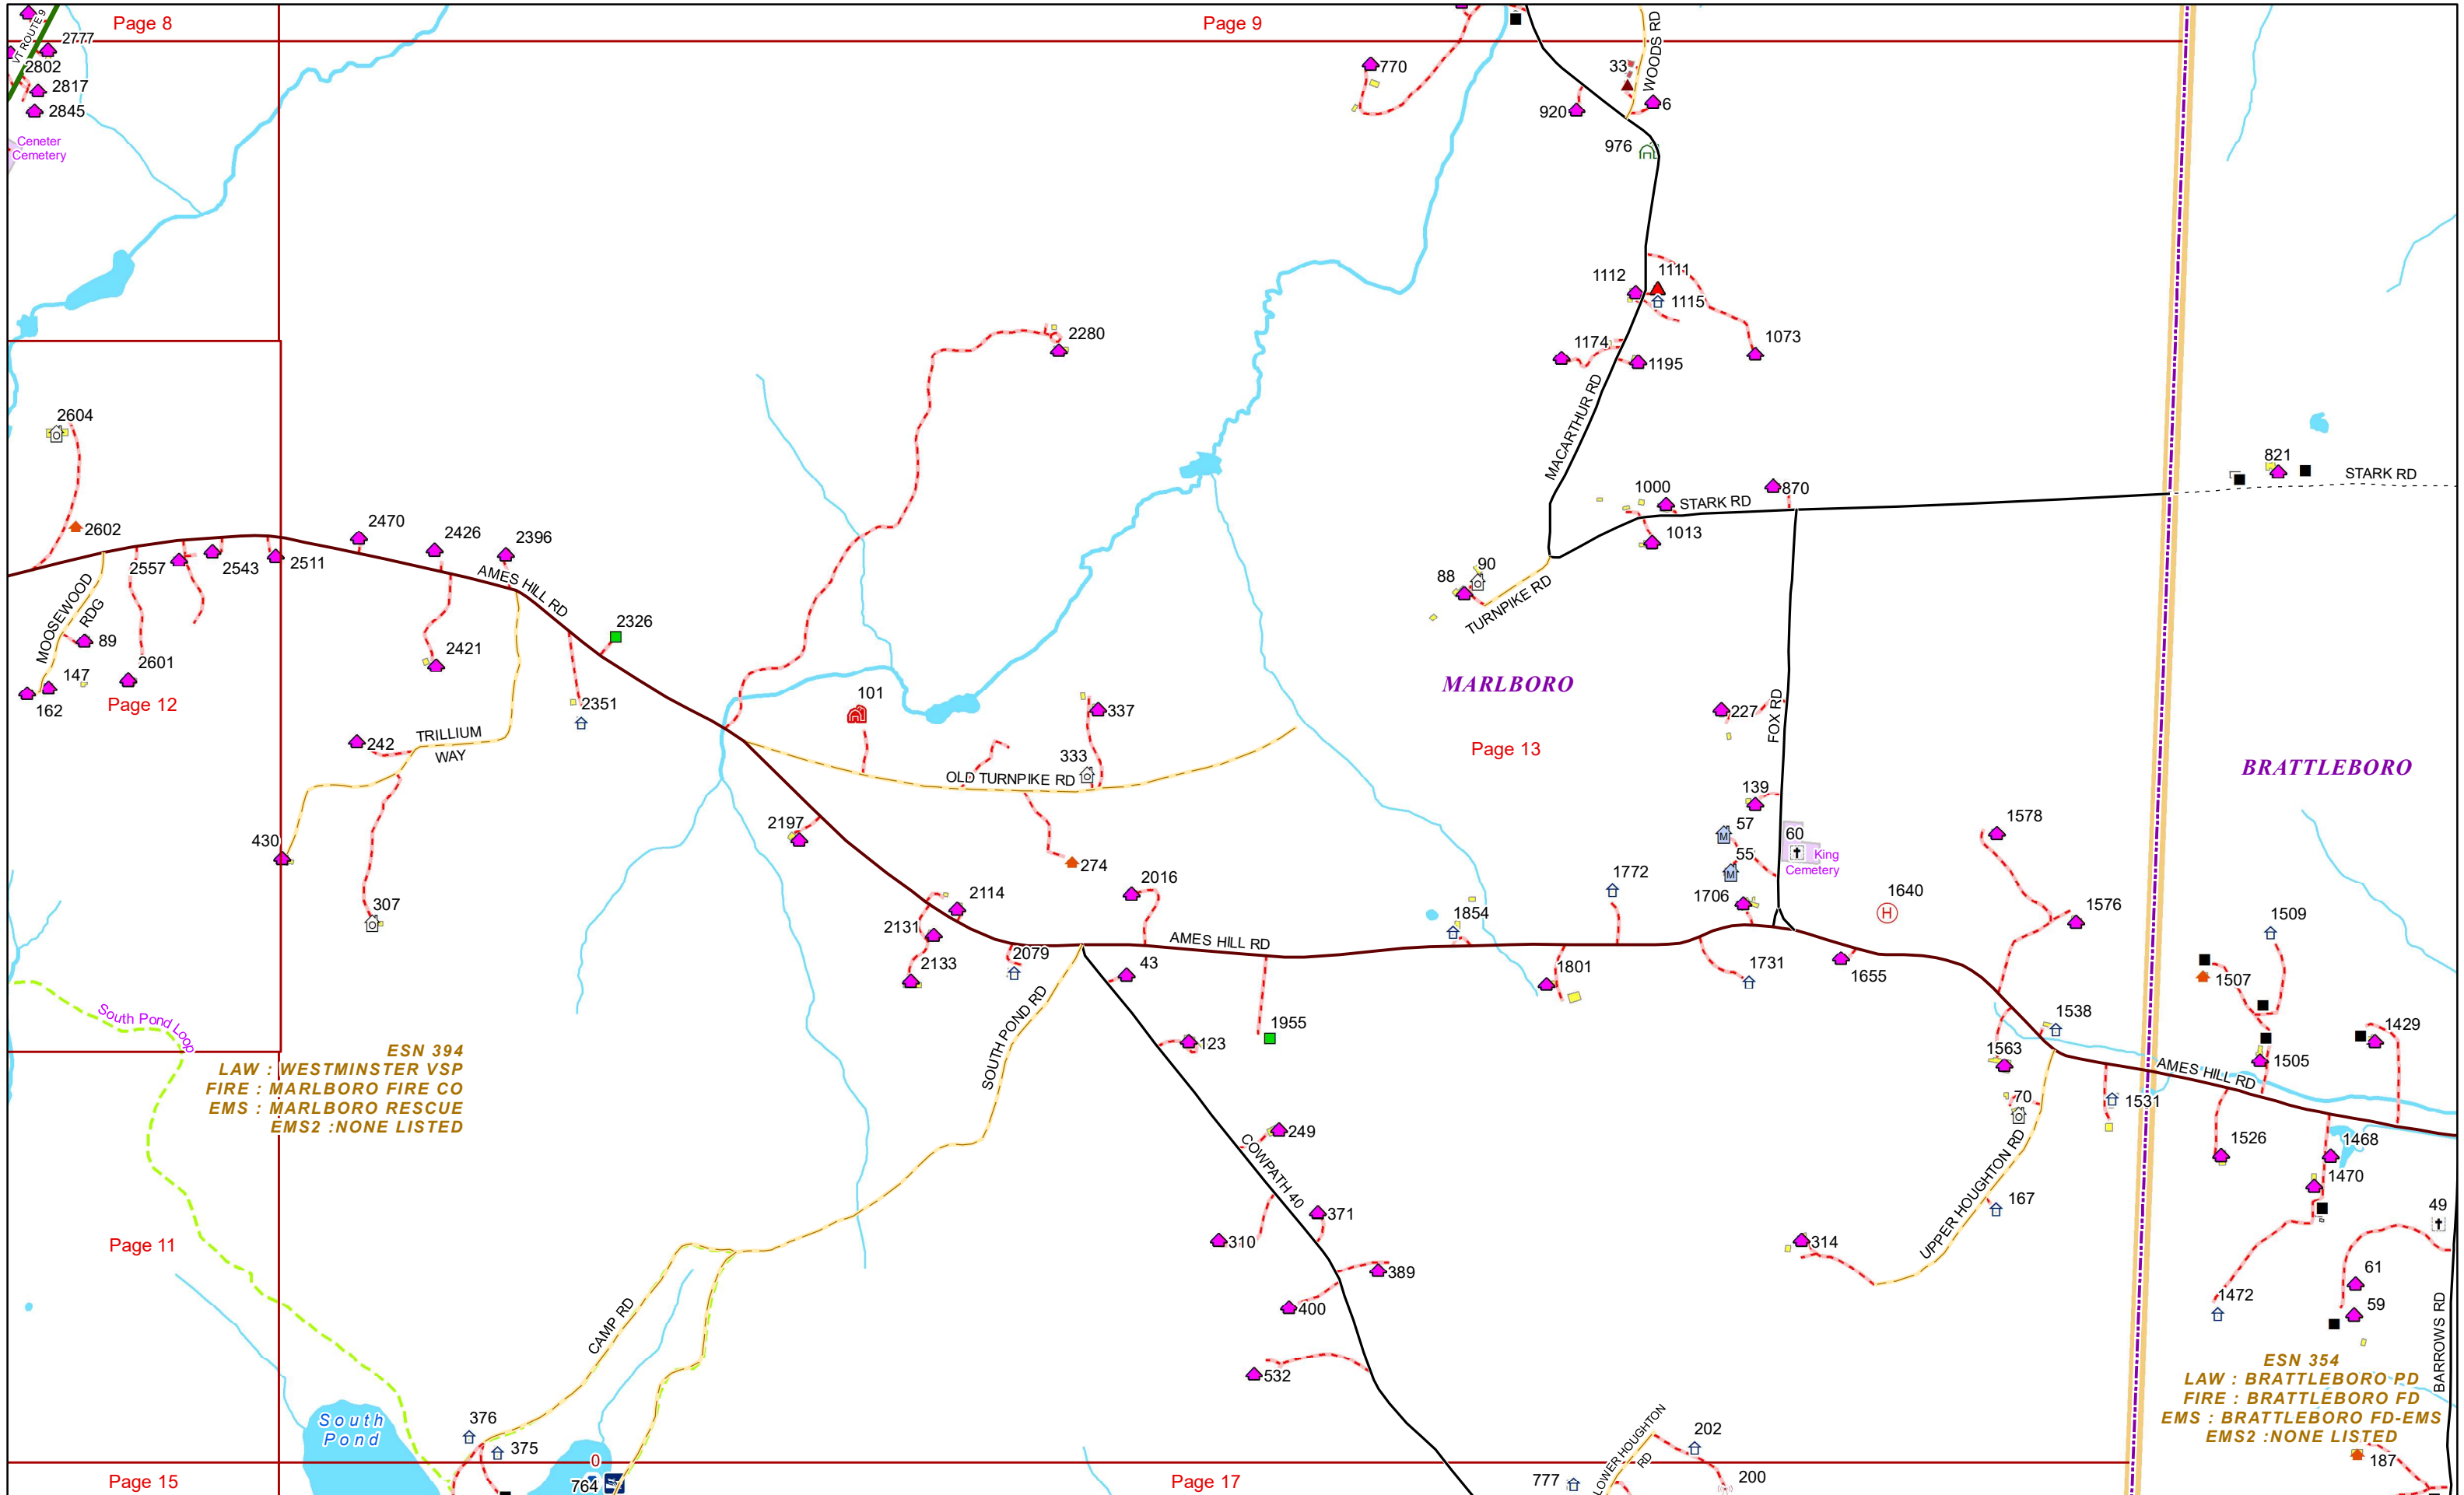 Page 8
Page 9
VT ROUTE 9
2777
2802
2817
2845
Ceneter
Cemetery
770
920
33
WOODS RD
6
976
1112
1111
1115
1073
1174
1195
MACARTHUR RD
2280
2604
2602
2557
2543
2511
2470
2426
2396
AMES HILL RD
2326
MOOSEWOOD
RDG
89
147
162
2601
Page 12
2421
2351
242
TRILLIUM
WAY
430
307
101
337
333
OLD TURNPIKE RD
274
2197
1000
870
STARK RD
1013
88
90
TURNPIKE RD
821
STARK RD
MARLBORO
Page 13
BRATTLEBORO
227
FOX RD
139
57
55
M
M
60
King
Cemetery
1706
1640
H
1578
1576
1772
1854
2016
2114
2131
2133
2079
AMES HILL RD
43
1801
1731
1655
1509
1507
1505
1429
1538
1563
AMES HILL RD
South Pond Loop
ESN 394
LAW : WESTMINSTER VSP
FIRE : MARLBORO FIRE CO
EMS : MARLBORO RESCUE
EMS2 :NONE LISTED
SOUTH POND RD
123
1955
249
COWPATH 40
371
310
389
400
532
70
1531
UPPER HOUGHTON RD
167
314
1526
1468
1470
49
1472
61
59
BARROWS RD
Page 11
CAMP RD
South
Pond
376
375
0
764
Page 15
Page 17
777
LOWER HOUGHTON
RD
202
200
ESN 354
LAW : BRATTLEBORO PD
FIRE : BRATTLEBORO FD
EMS : BRATTLEBORO FD-EMS
EMS2 :NONE LISTED
187